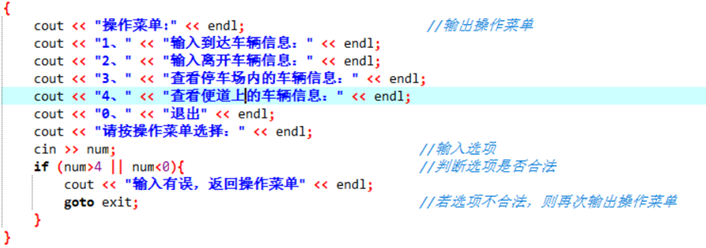 {
cout << "操作菜单:" << endl; //输出操作菜单
cout << "1、" << "输入到达车辆信息：" << endl;
cout << "2、" << "输入离开车辆信息：" << endl;
cout << "3、" << "查看停车场内的车辆信息：" << endl;
cout << "4、" << "查看便道上的车辆信息：" << endl;
cout << "0、" << "退出" << endl;
cout << "请按操作菜单选择：" << endl;
cin >> num; //输入选项
if (num>4 || num<0){ //判断选项是否合法
cout << "输入有误，返回操作菜单" << endl;
goto exit; //若选项不合法，则再次输出操作菜单
}
}